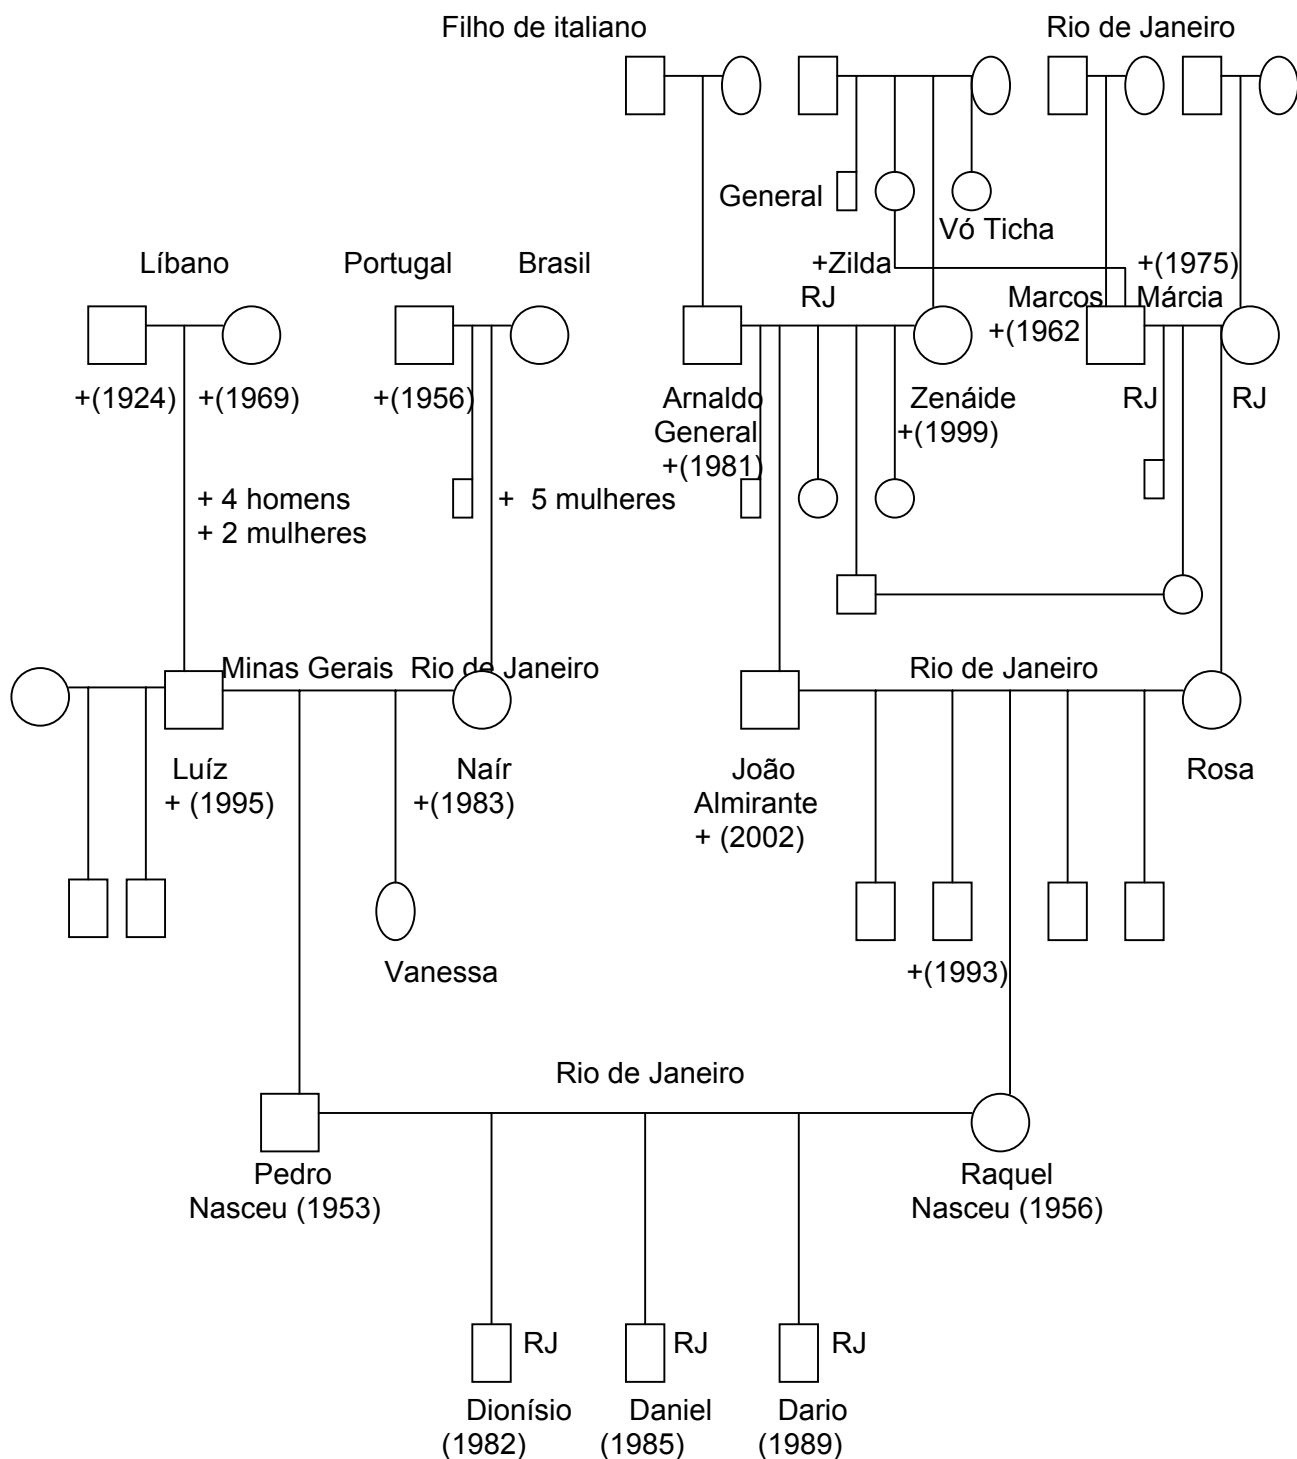 Filho de italiano
Rio de Janeiro
General
Vó Ticha
Líbano
Portugal
Brasil
+Zilda
+(1975)
RJ
Marcos
Márcia
+(1962
+(1924)
+(1969)
+(1956)
Arnaldo
General
+(1981)
Zenáide
+(1999)
RJ
RJ
+ 4 homens
+ 2 mulheres
+ 5 mulheres
Minas Gerais
Rio de Janeiro
Rio de Janeiro
Luíz
+ (1995)
Naír
+(1983)
João
Almirante
+ (2002)
Rosa
Vanessa
+(1993)
Rio de Janeiro
Pedro
Nasceu (1953)
Raquel
Nasceu (1956)
RJ
RJ
RJ
Dionísio
(1982)
Daniel
(1985)
Dario
(1989)